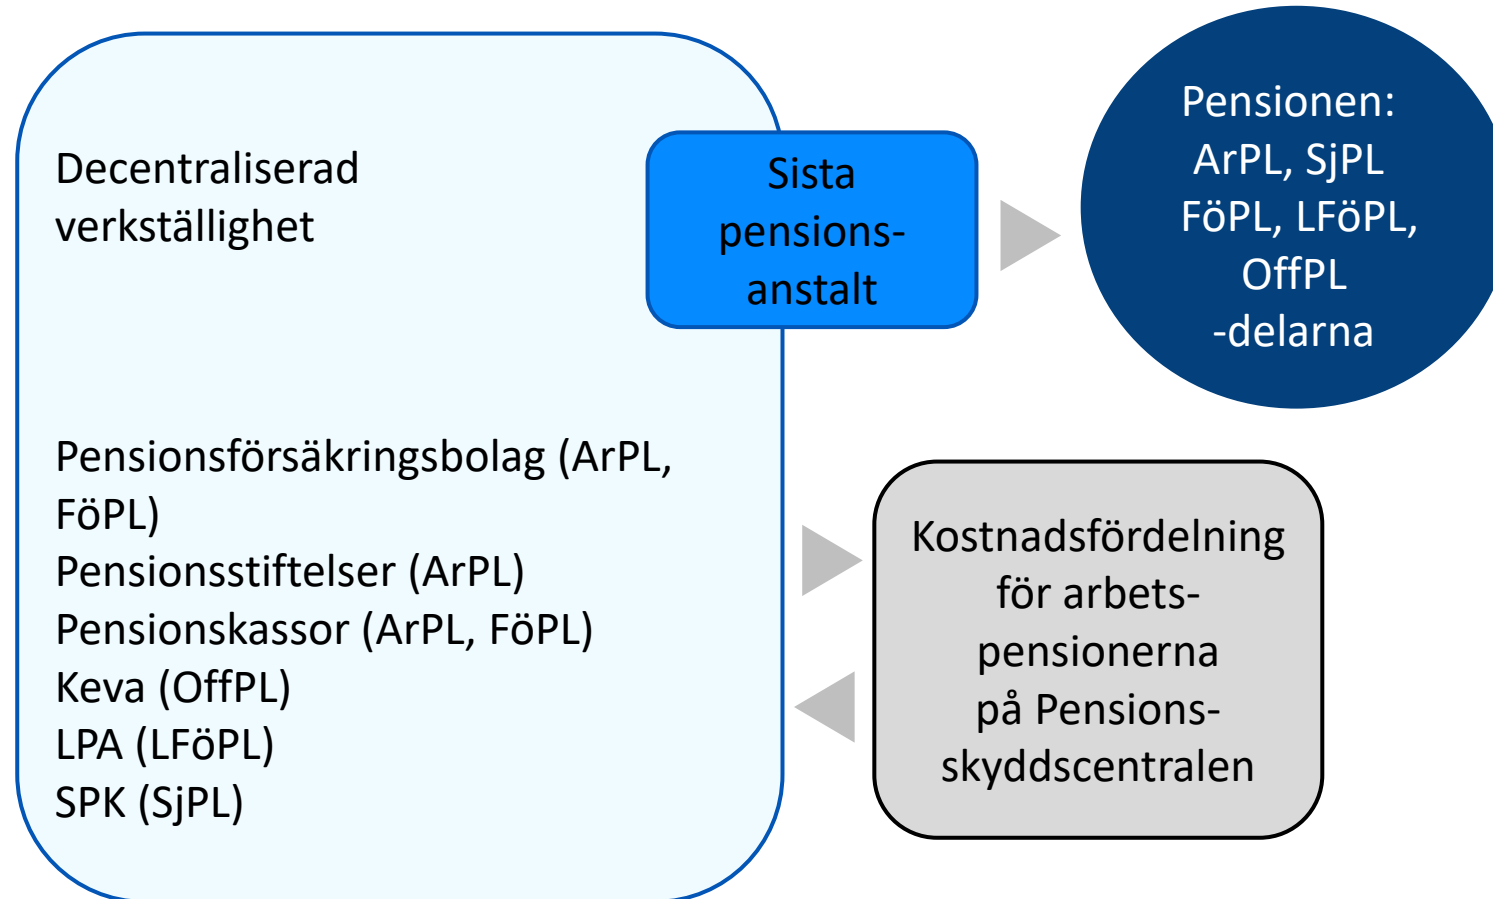 Decentraliserad
verkställighet
Pensionsförsäkringsbolag (ArPL,
FöPL)
Pensionsstiftelser (ArPL)
Pensionskassor (ArPL, FöPL)
Keva (OffPL)
LPA (LFöPL)
SPK (SjPL)
Sista
pensions-
anstalt
Pensionen:
ArPL, SjPL
FöPL, LFöPL,
OffPL
-delarna
Kostnadsfördelning
för arbets-
pensionerna
på Pensions-
skyddscentralen